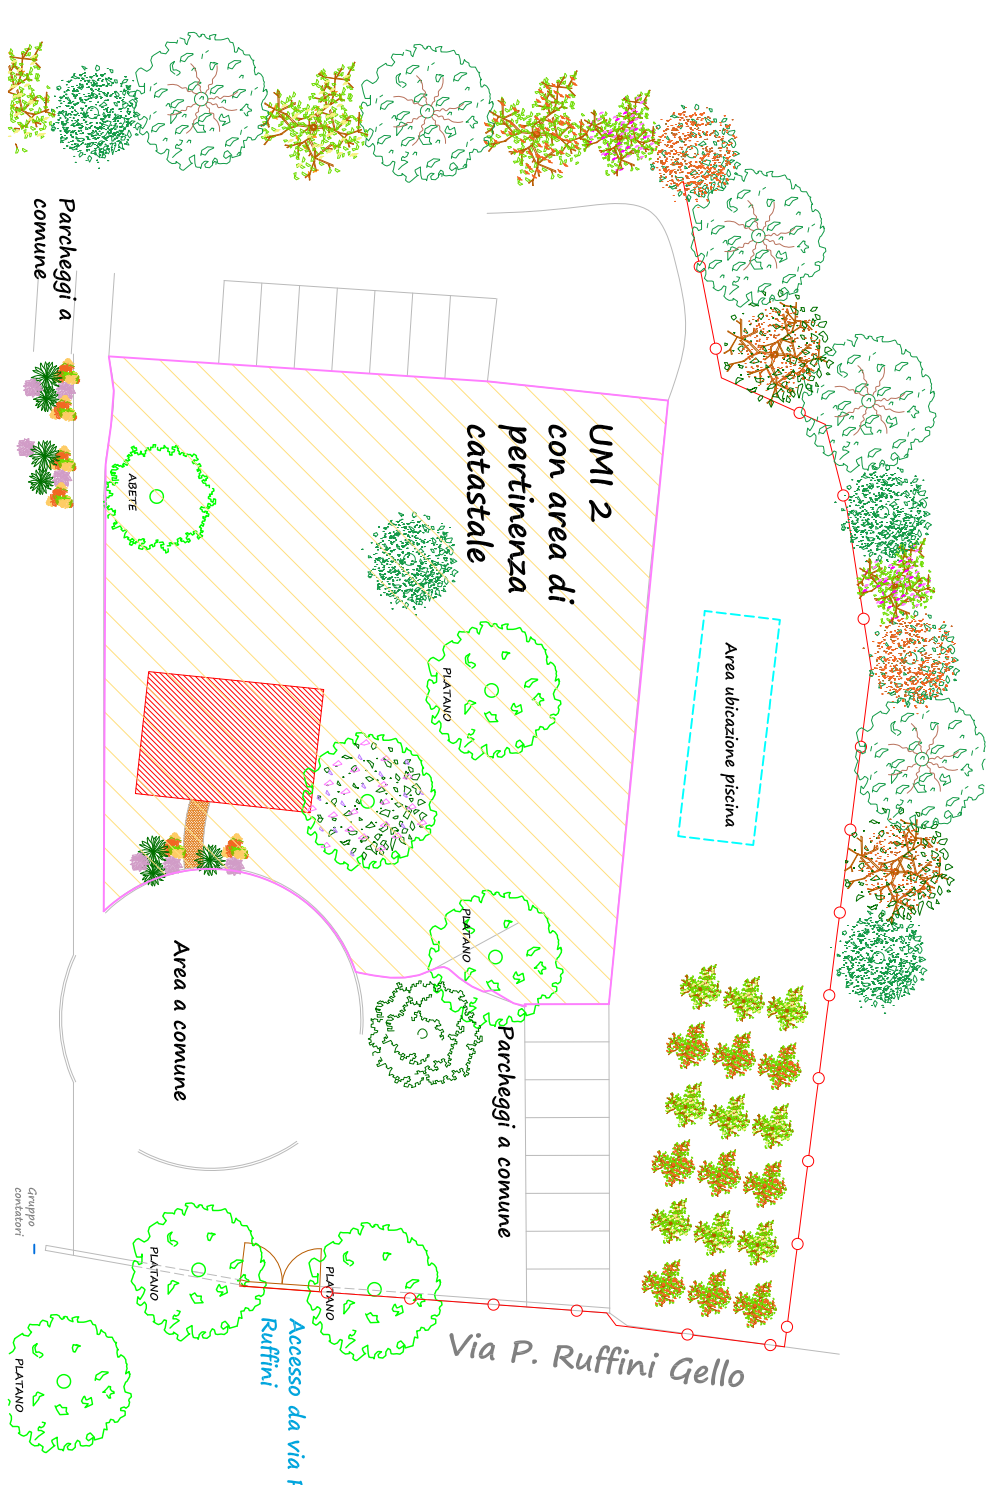 Parcheggi a
comune
UMI 2
con area di
pertinenza
catastale
ABETE
PLATANO
Area ubicazione piscina
PLATANO
Area a comune
Parcheggi a comune
Gruppo
contatori
PLATANO
PLATANO
PLATANO
Accesso da via
Ruffini
Via P. Ruffini Gello